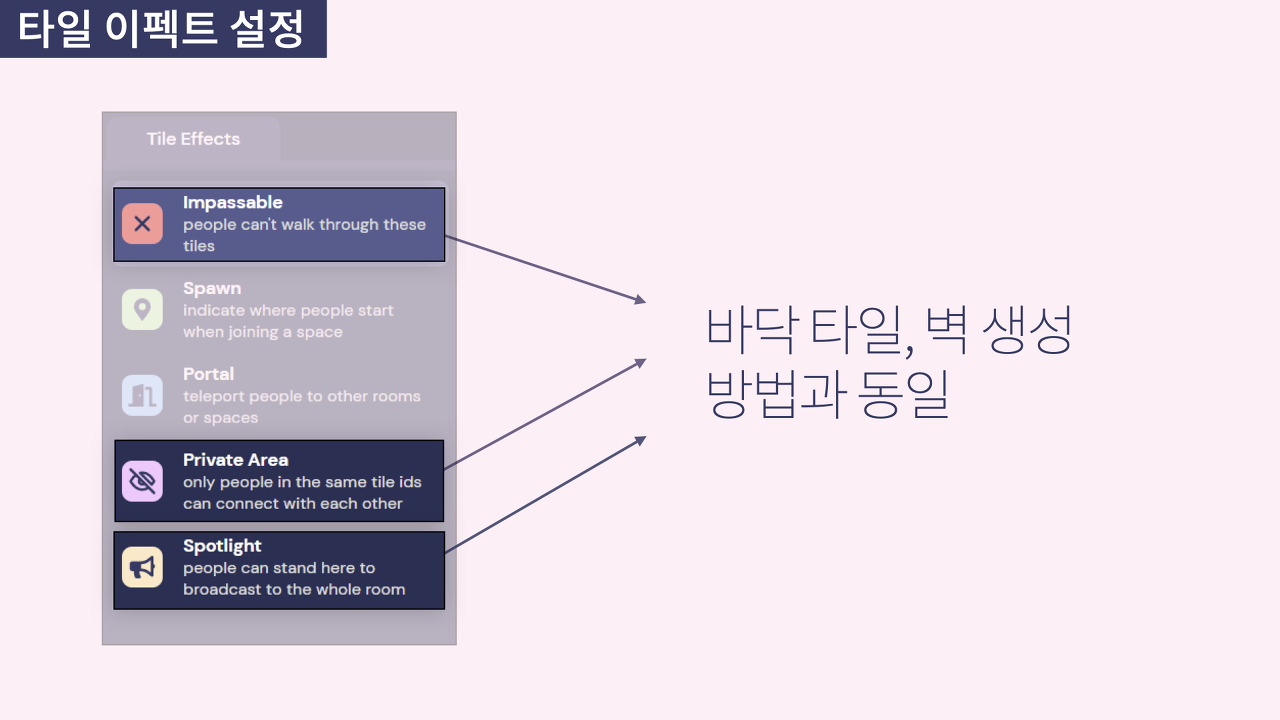 타일 이펙트 설정
Tile Effects
Impassable
people can't walk through these
tiles
Spawn
indicate where people start
when joining a space
Portal
teleport people to other rooms
or spaces
Private Area
only people in the same tile ids
can connect with each other
Spotlight
people can stand here to
broadcast to the whole room
바닥 타일, 벽 생성
방법과 동일